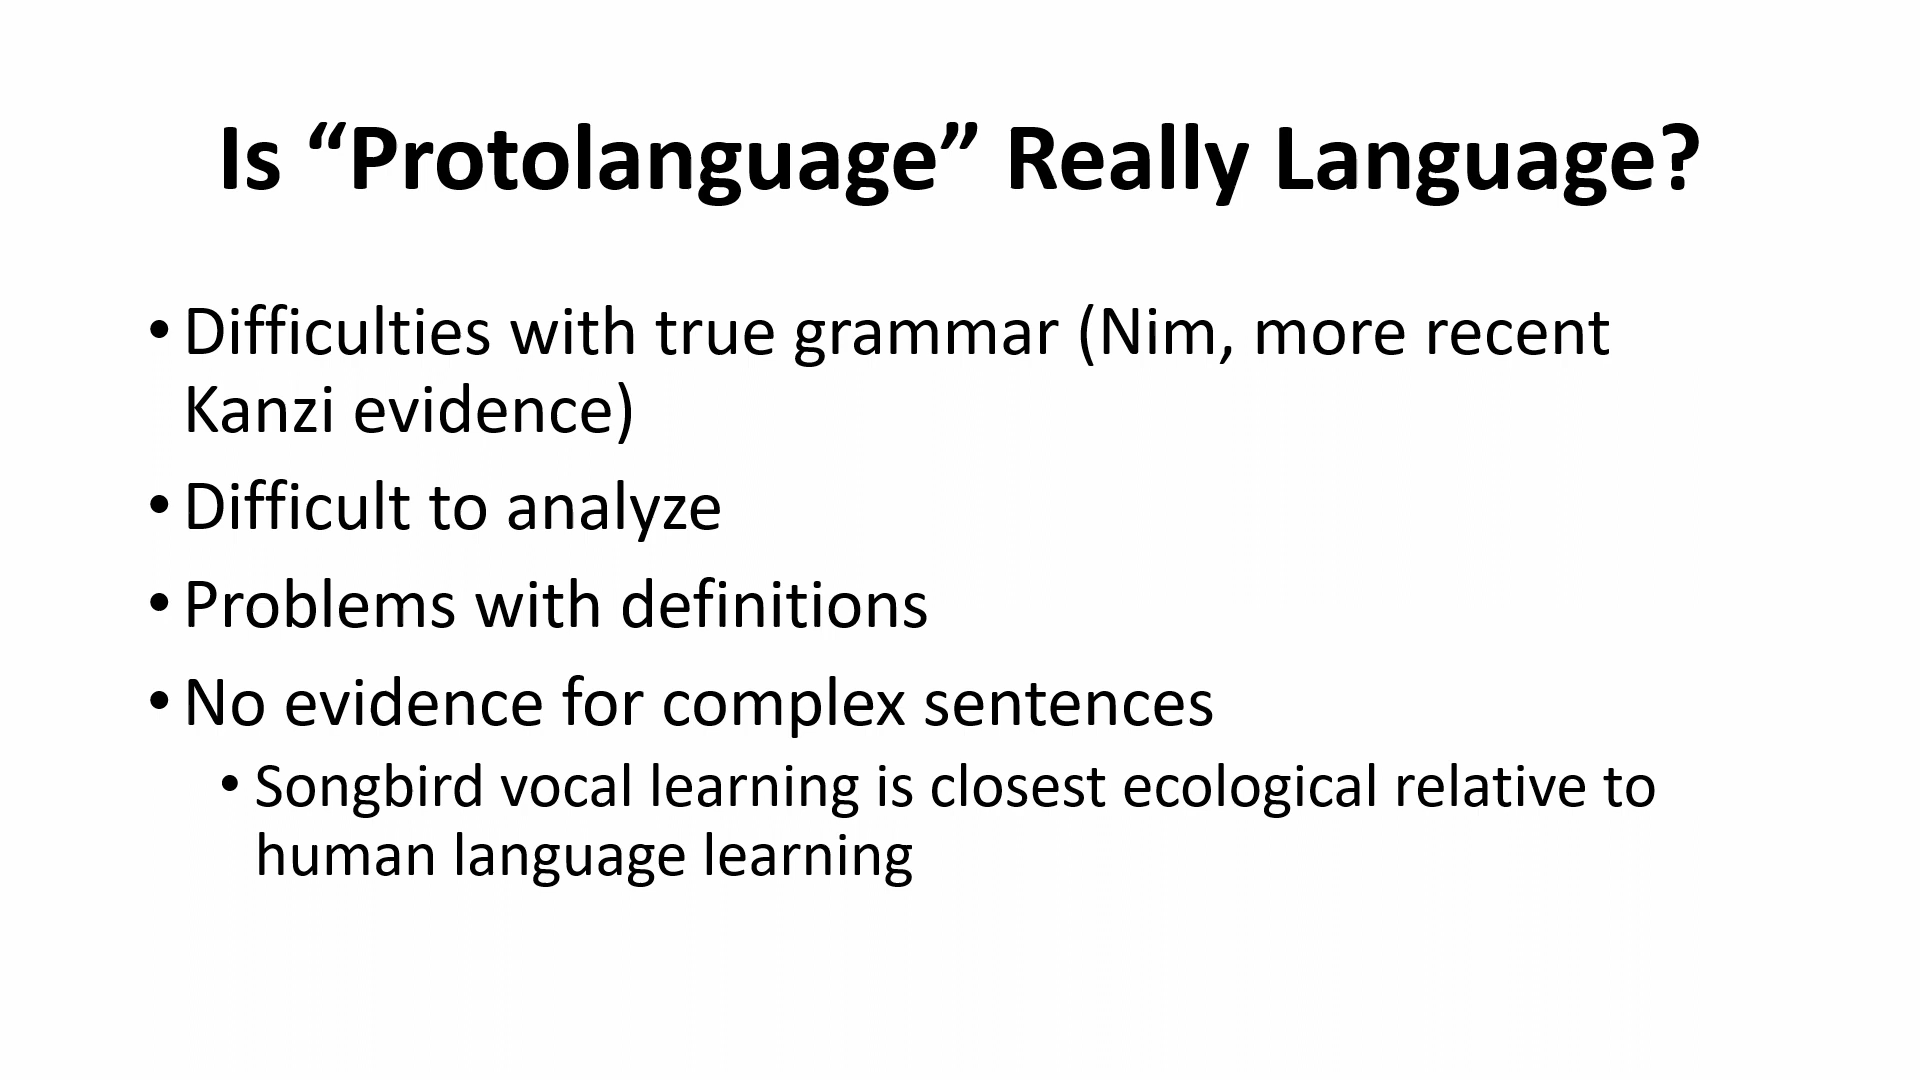 Is “Protolanguage” Really Language?
• Difficulties with true grammar (Nim, more recent
Kanzi evidence)
• Difficult to analyze
• Problems with definitions
• No evidence for complex sentences
• Songbird vocal learning is closest ecological relative to
human language learning